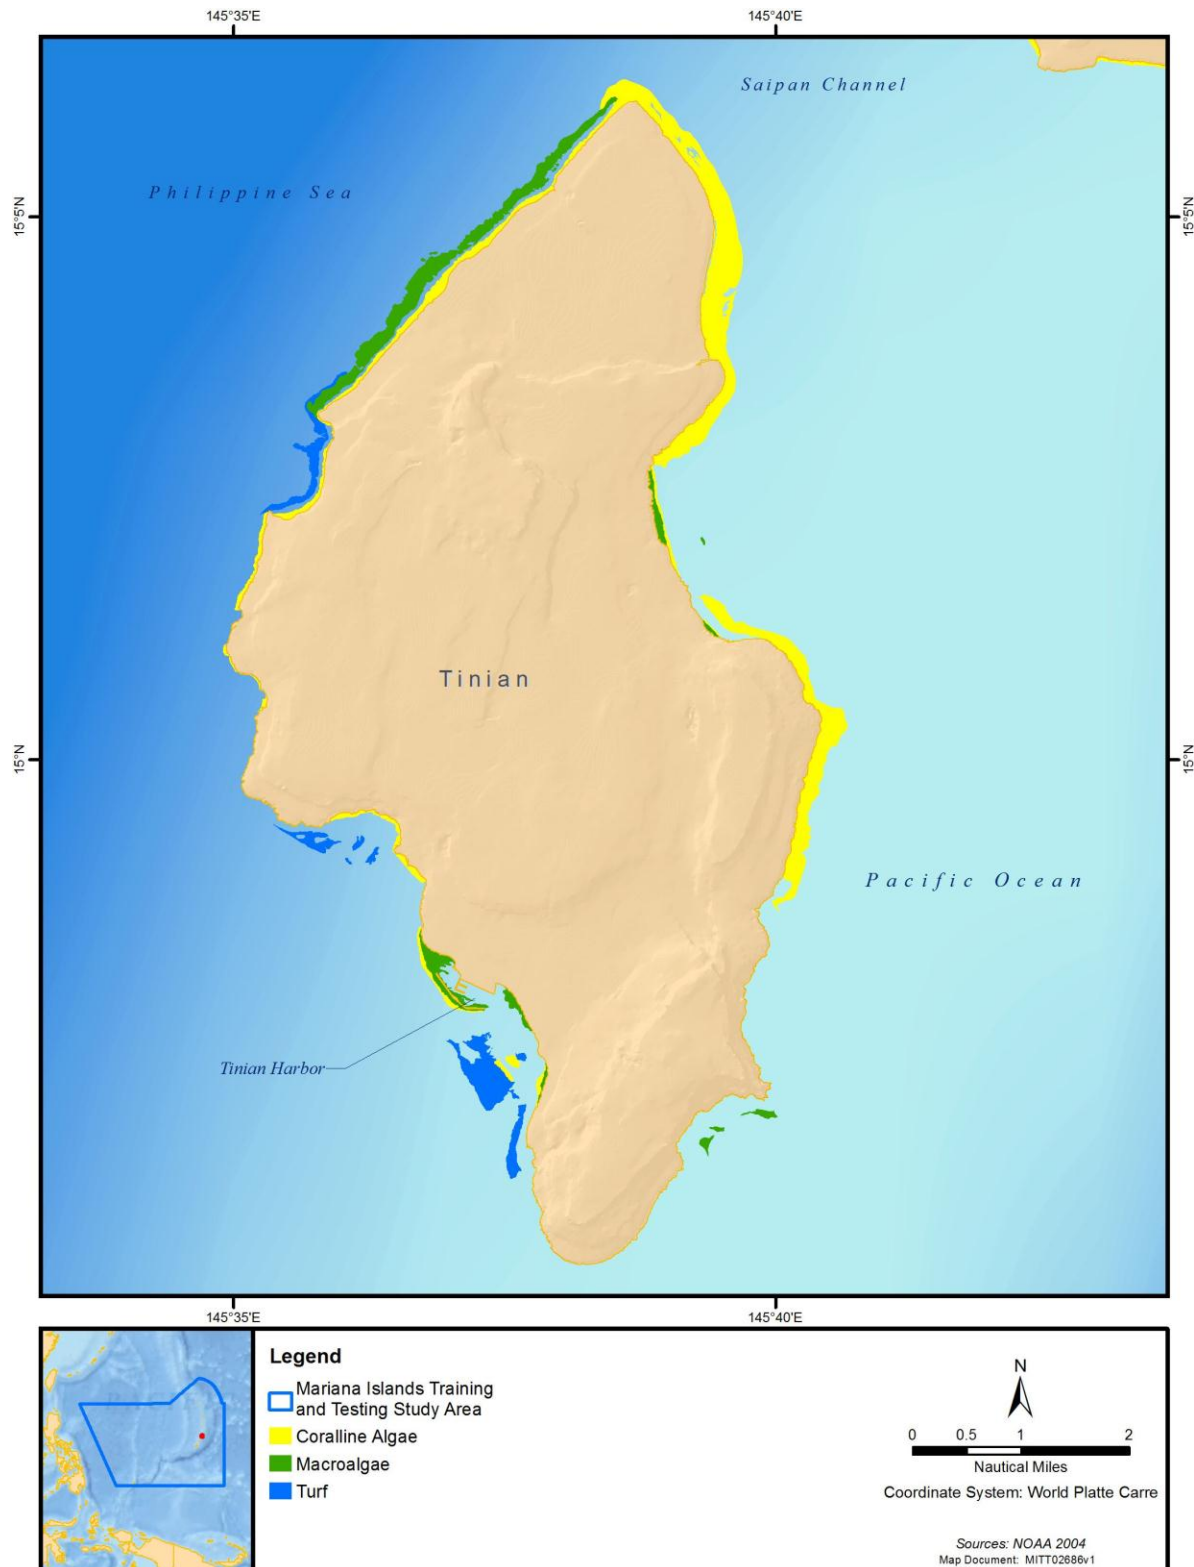 145°35'E
145°40'E
Saipan Channel
Philippine Sea
15°5'N
15°5'N
Tinian
15°N
15°N
Pacific Ocean
Tinian Harbor
145°35'E
145°40'E
Legend
Mariana Islands Training
and Testing Study Area
Coralline Algae
Macroalgae
Turf
N
0 0.5 1 2
Nautical Miles
Coordinate System: World Platte Carre
Sources: NOAA 2004
Map Document: MITT02686v1